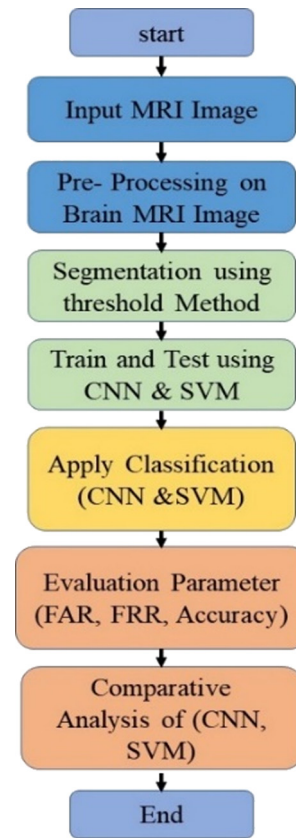 start
Input MRI Image
Pre- Processing on
Brain MRI Image
Segmentation using
threshold Method
Train and Test using
CNN & SVM
Apply Classification
(CNN &SVM)
Evaluation Parameter
(FAR, FRR, Accuracy)
Comparative
Analysis of (CNN,
SVM)
End